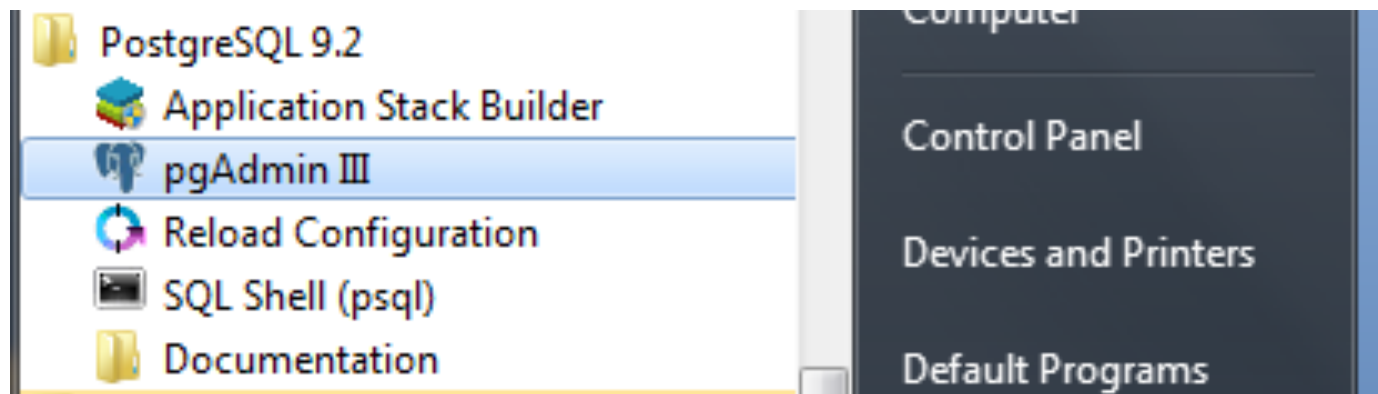 PostgreSQL 9.2
Application Stack Builder
pgAdmin III
Reload Configuration
SQL Shell (psql)
Documentation
Computer
Control Panel
Devices and Printers
Default Programs